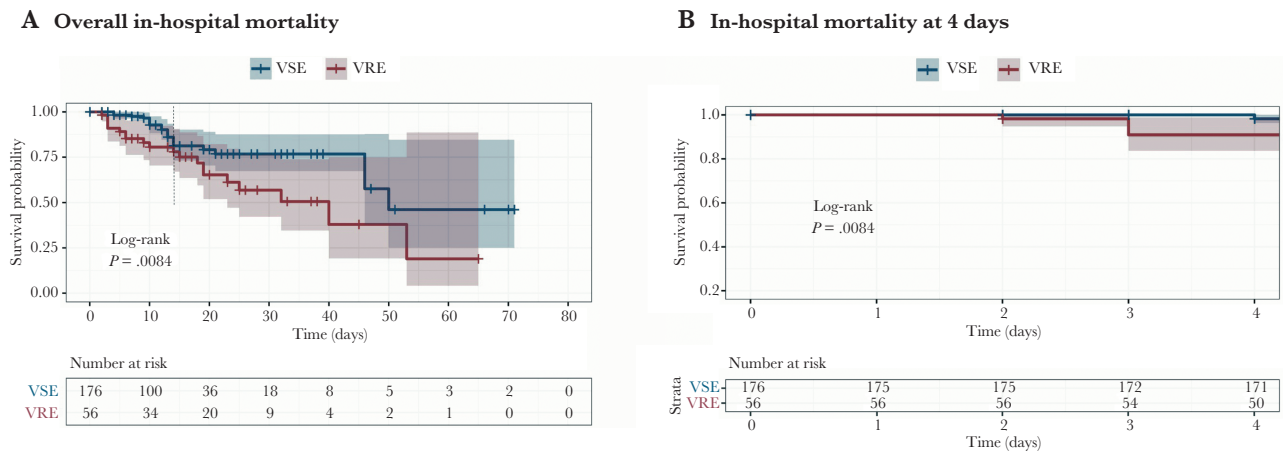 A Overall in-hospital mortality
VSE VRE
Survival probability
1.00
0.75
0.50
0.25
0.00
Log-rank
P = .0084
0 10 20 30 40 50 60 70 80
Time (days)
Number at risk
VSE 176 100 36 18 8 5 3 2 0
VRE 56 34 20 9 4 2 1 0 0
B In-hospital mortality at 4 days
VSE VRE
Survival probability
1.0
0.8
0.6
0.4
0.2
Log-rank
P = .0084
0 1 2 3 4
Time (days)
Number at risk
Strata
VSE 176 175 175 172 171
VRE 56 56 56 54 50
0 1 2 3 4
Time (days)